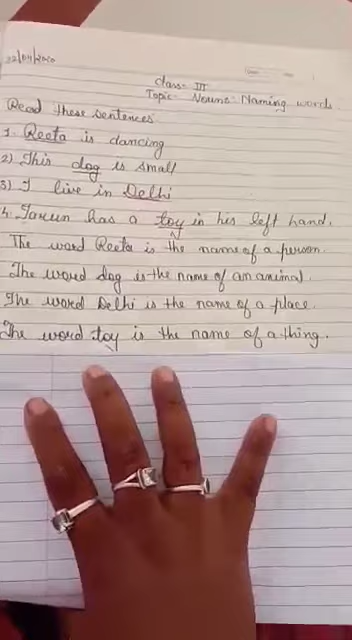 22/04/2020
Class- III
Topic- Nouns- Naming words
Read these sentences
1. Reeta is dancing
2) This dog is small
3) I live in Delhi
4. Tarun has a toy in his left hand.
The word Reeta is the name of a person.
The word dog is the name of an animal.
The word Delhi is the name of a place.
The word toy is the name of a thing.